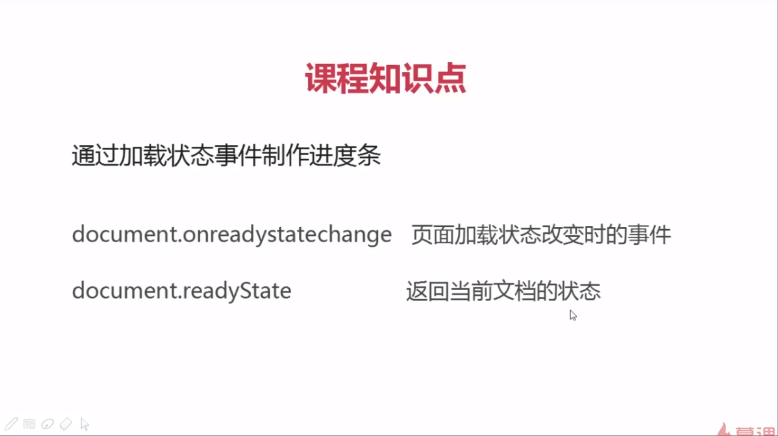 课程知识点
通过加载状态事件制作进度条
document.onreadystatechange 页面加载状态改变时的事件
document.readyState 返回当前文档的状态